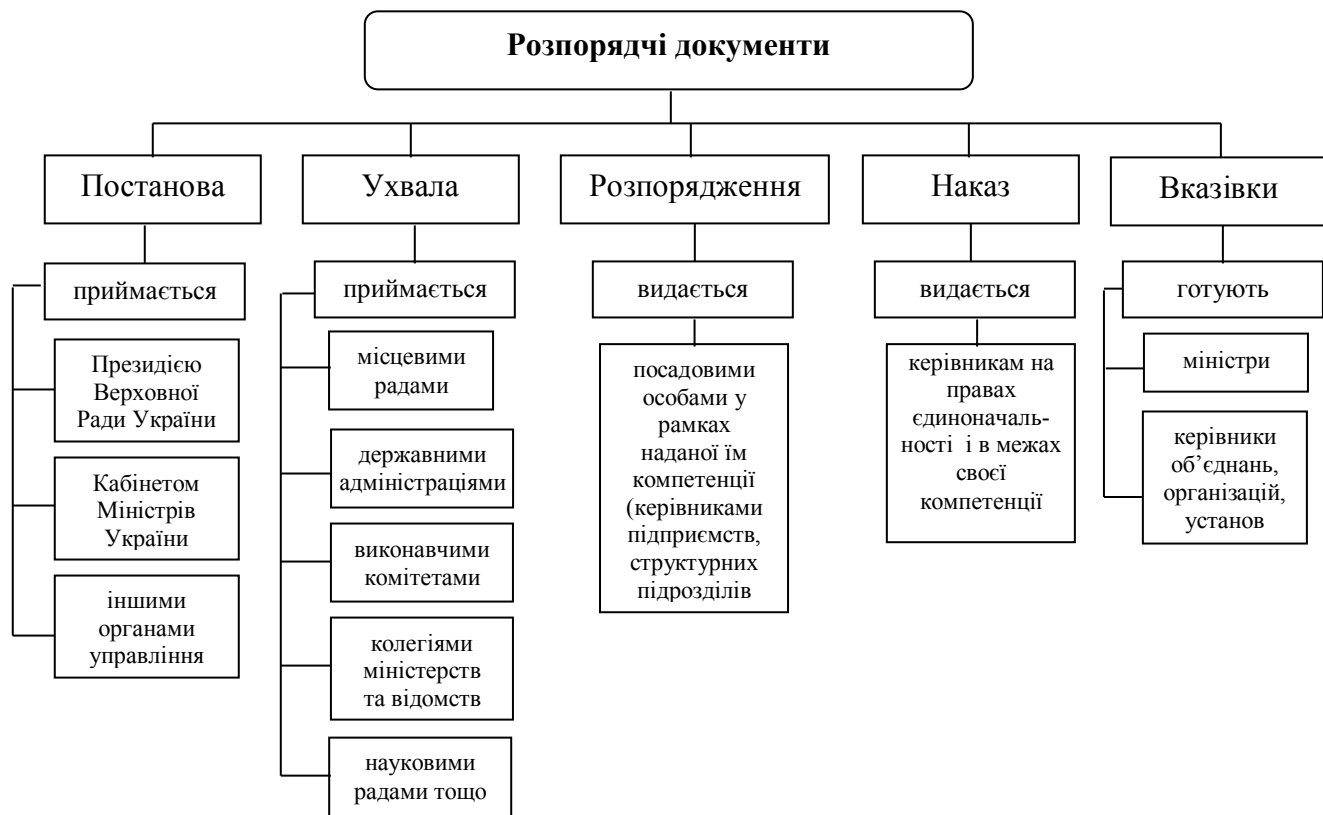 Розпорядчі документи
Постанова
приймається
Президією
Верховної
Ради України
Кабінетом
Міністрів
України
іншими
органами
управління
Ухвала
приймається
місцевими
радами
державними
адміністраціями
виконавчими
комітетами
колегіями
міністерств
та відомств
науковими
радами тощо
Розпорядження
видається
посадовими
особами у
рамках
наданої їм
компетенції
(керівниками
підприємств,
структурних
підрозділів
Наказ
видається
керівникам на
правах
єдиноначаль-
ності і в межах
своєї
компетенції
Вказівки
готують
міністри
керівники
об’єднань,
організацій,
установ